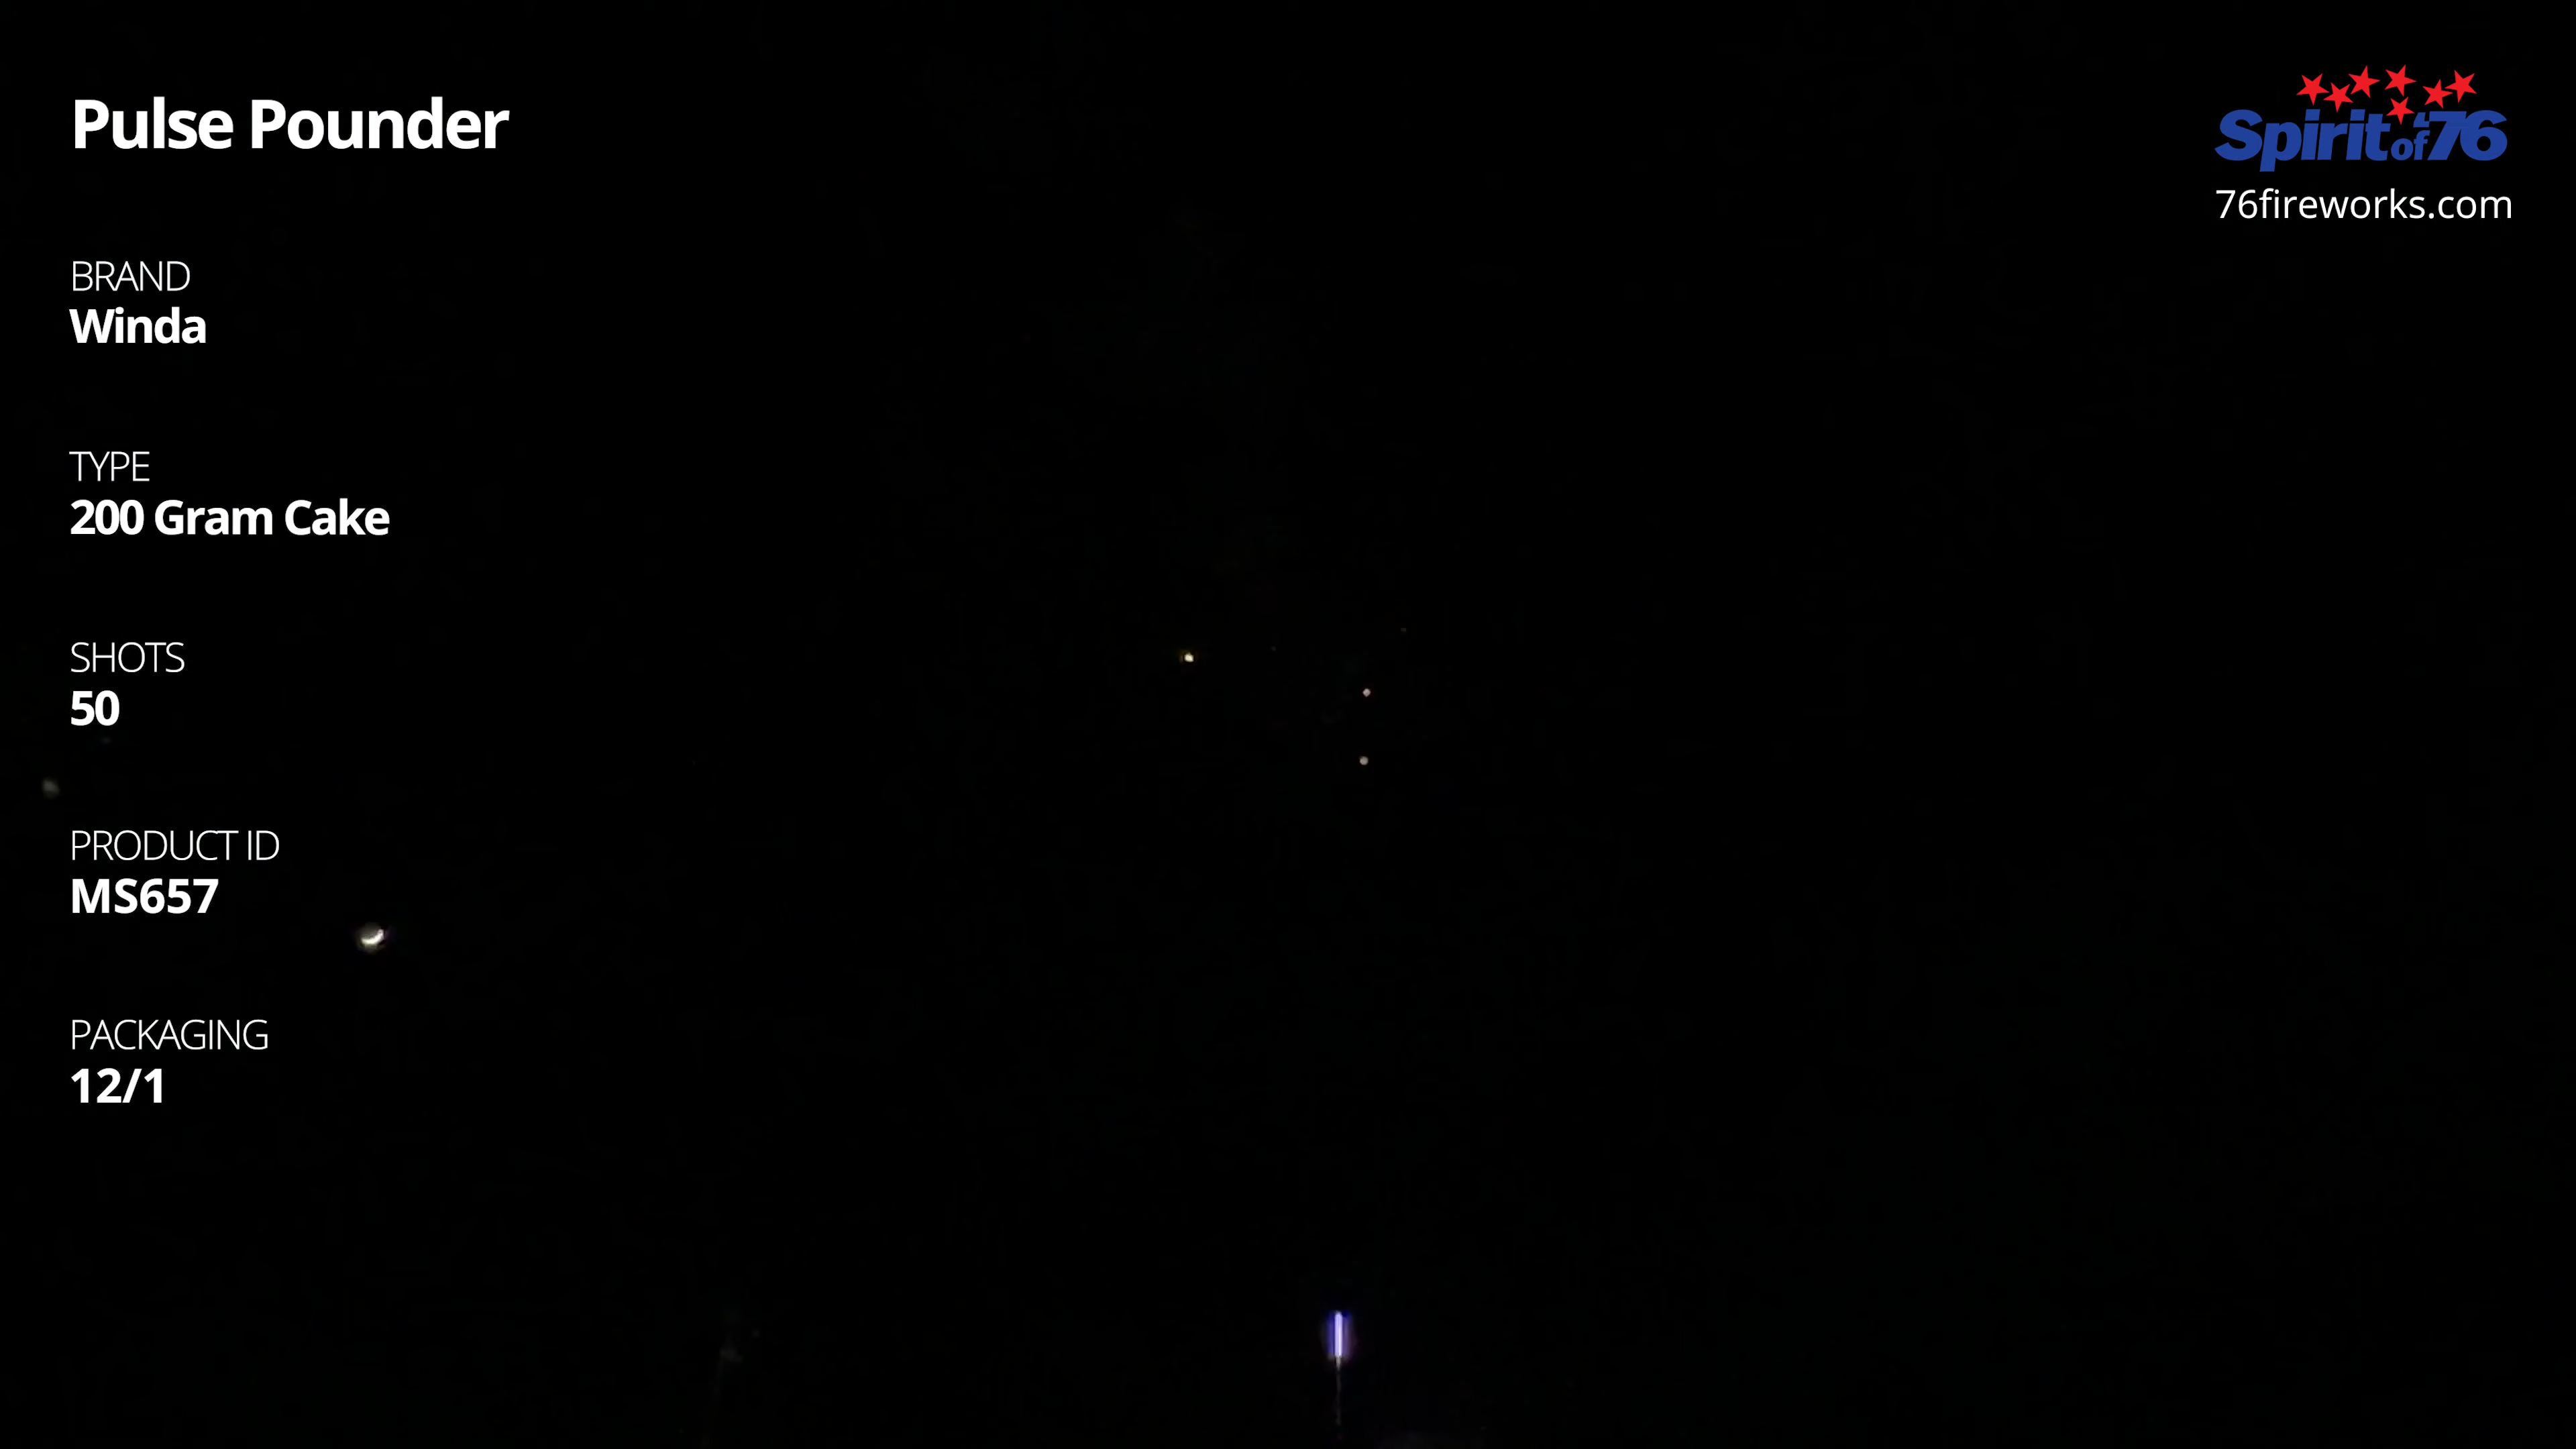 Pulse Pounder
BRAND
Winda
TYPE
200 Gram Cake
SHOTS
50
PRODUCT ID
MS657
PACKAGING
12/1
Spirit of '76
76fireworks.com